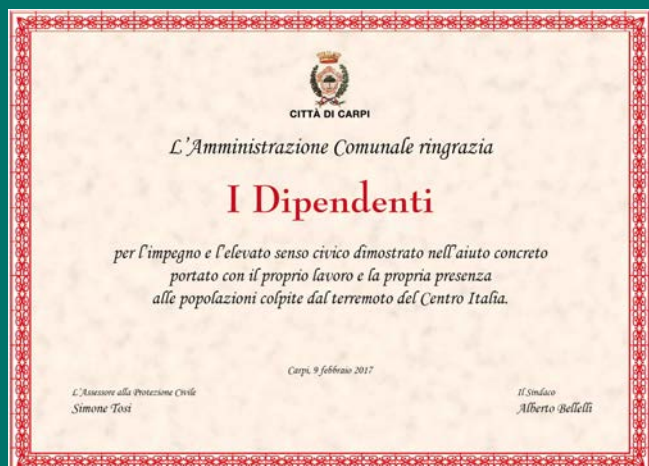 CITTÀ DI CARPI
L'Amministrazione Comunale ringrazia
I Dipendenti
per l'impegno e l'elevato senso civico dimostrato nell'aiuto concreto
portato con il proprio lavoro e la propria presenza
alle popolazioni colpite dal terremoto del Centro Italia.
Carpi, 9 febbraio 2017
L'Assessore alla Protezione Civile
Simone Tosi
Il Sindaco
Alberto Bellelli